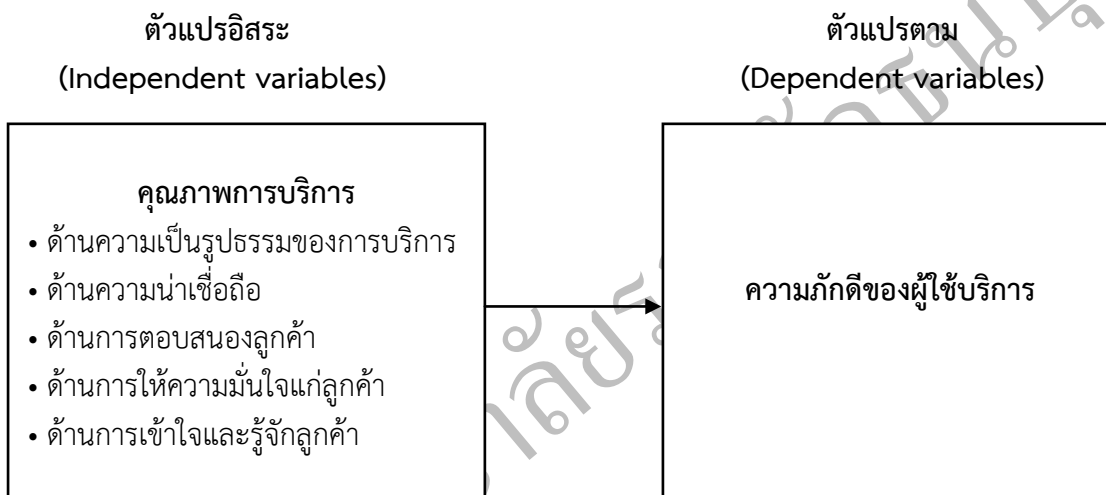 ตัวแปรอิสระ
(Independent variables)
ตัวแปรตาม
(Dependent variables)
คุณภาพการบริการ
• ด้านความเป็นรูปธรรมของการบริการ
• ด้านความน่าเชื่อถือ
• ด้านการตอบสนองลูกค้า
• ด้านการให้ความมั่นใจแก่ลูกค้า
• ด้านการเข้าใจและรู้จักลูกค้า
ความภักดีของผู้ใช้บริการ